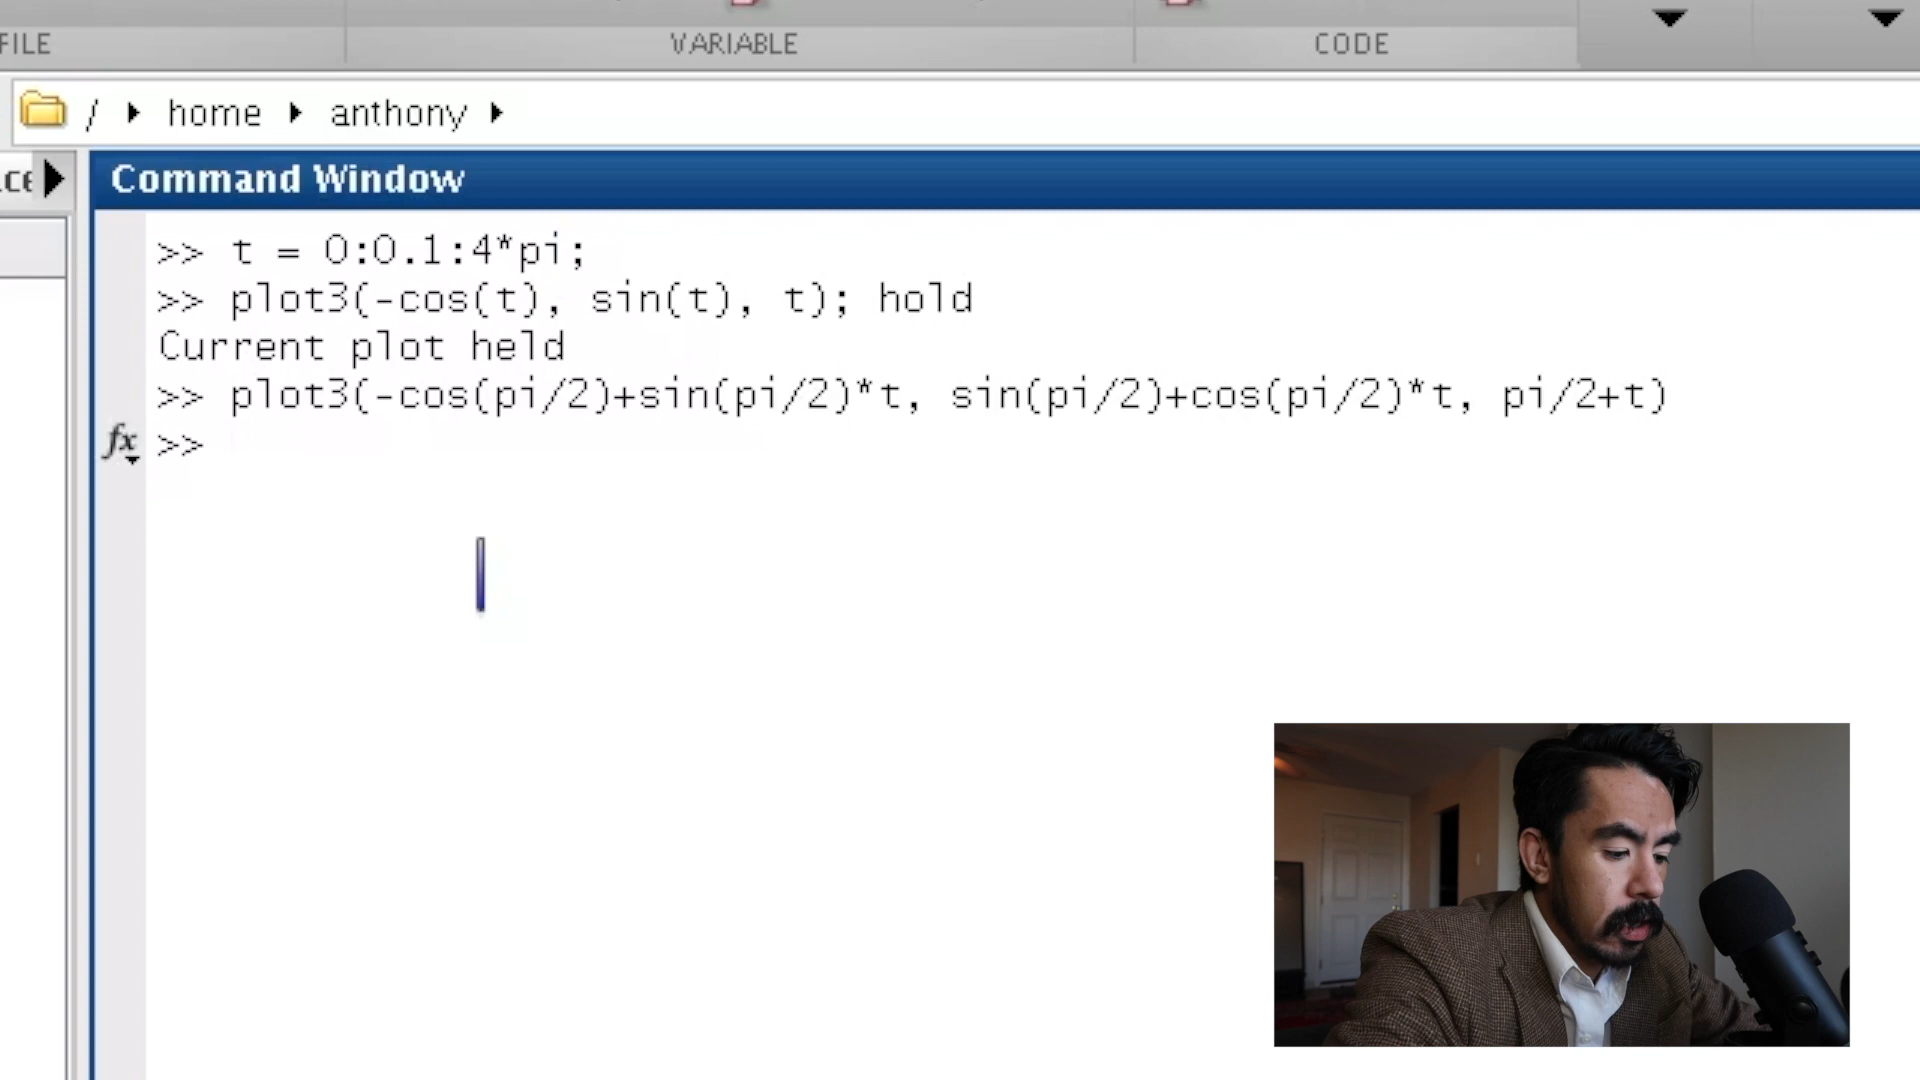 FILE VARIABLE CODE
/ home anthony
Command Window
>> t = 0:0.1:4*pi;
>> plot3(-cos(t), sin(t), t); hold
Current plot held
>> plot3(-cos(pi/2)+sin(pi/2)*t, sin(pi/2)+cos(pi/2)*t, pi/2+t)
fx >>